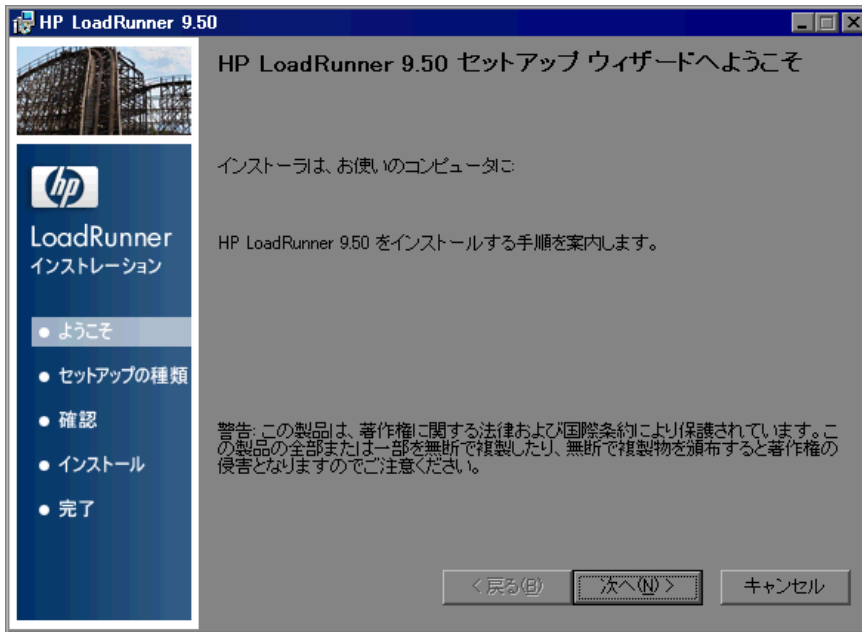 HP LoadRunner 9.50
HP LoadRunner 9.50 セットアップ ウィザードへようこそ
インストーラは、お使いのコンピュータに:
HP LoadRunner 9.50 をインストールする手順を案内します。
hp
LoadRunner
インストレーション
ようこそ
セットアップの種類
確認
インストール
完了
警告: この製品は、著作権に関する法律および国際条約により保護されています。こ
の製品の全部または一部を無断で複製したり、無断で複製物を頒布すると著作権の
侵害となりますのでご注意ください。
< 戻る(B)
次へ(N) >
キャンセル